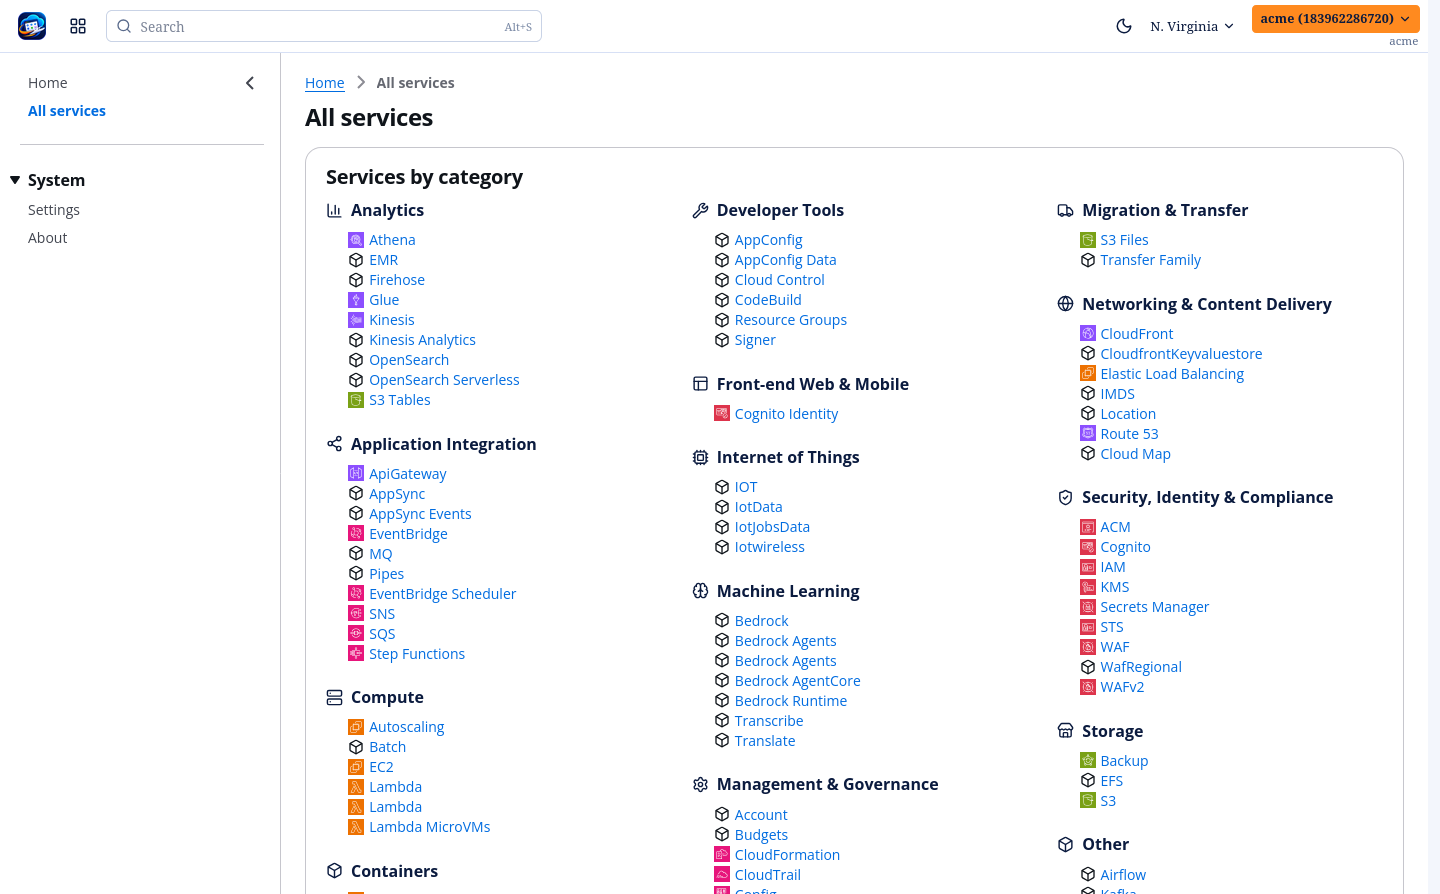 Search
Alt+S
N. Virginia
acme (183962286720)
acme
Home
All services
System
Settings
About
Home
All services
All services
Services by category
Analytics
Athena
EMR
Firehose
Glue
Kinesis
Kinesis Analytics
OpenSearch
OpenSearch Serverless
S3 Tables
Application Integration
ApiGateway
AppSync
AppSync Events
EventBridge
MQ
Pipes
EventBridge Scheduler
SNS
SQS
Step Functions
Compute
Autoscaling
Batch
EC2
Lambda
Lambda
Lambda MicroVMs
Containers
Developer Tools
AppConfig
AppConfig Data
Cloud Control
CodeBuild
Resource Groups
Signer
Front-end Web & Mobile
Cognito Identity
Internet of Things
IOT
IotData
IotJobsData
Iotwireless
Machine Learning
Bedrock
Bedrock Agents
Bedrock Agents
Bedrock AgentCore
Bedrock Runtime
Transcribe
Translate
Management & Governance
Account
Budgets
CloudFormation
CloudTrail
Config
Migration & Transfer
S3 Files
Transfer Family
Networking & Content Delivery
CloudFront
CloudfrontKeyvaluestore
Elastic Load Balancing
IMDS
Location
Route 53
Cloud Map
Security, Identity & Compliance
ACM
Cognito
IAM
KMS
Secrets Manager
STS
WAF
WafRegional
WAFv2
Storage
Backup
EFS
S3
Other
Airflow
Kafka